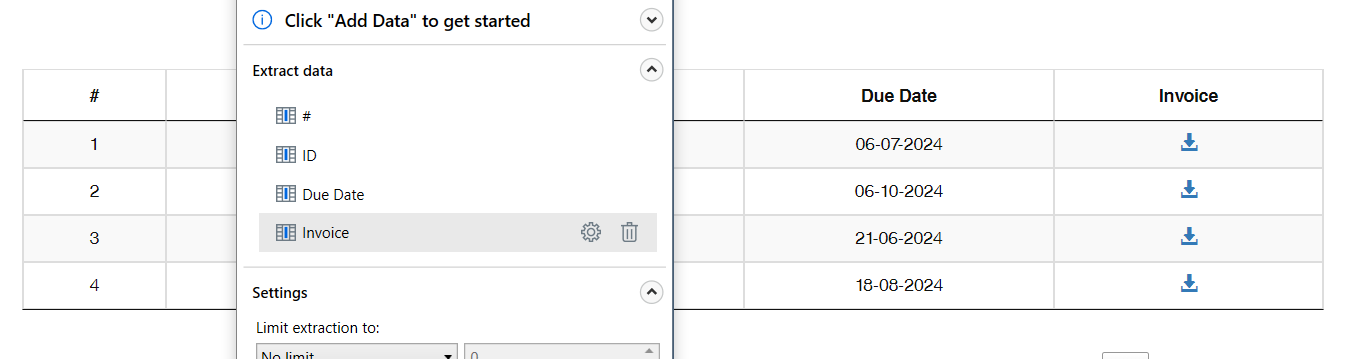 Click "Add Data" to get started
Extract data
#
ID
Due Date
Invoice
Settings
Limit extraction to:
No limit
0
# Due Date Invoice
1 06-07-2024
2 06-10-2024
3 21-06-2024
4 18-08-2024